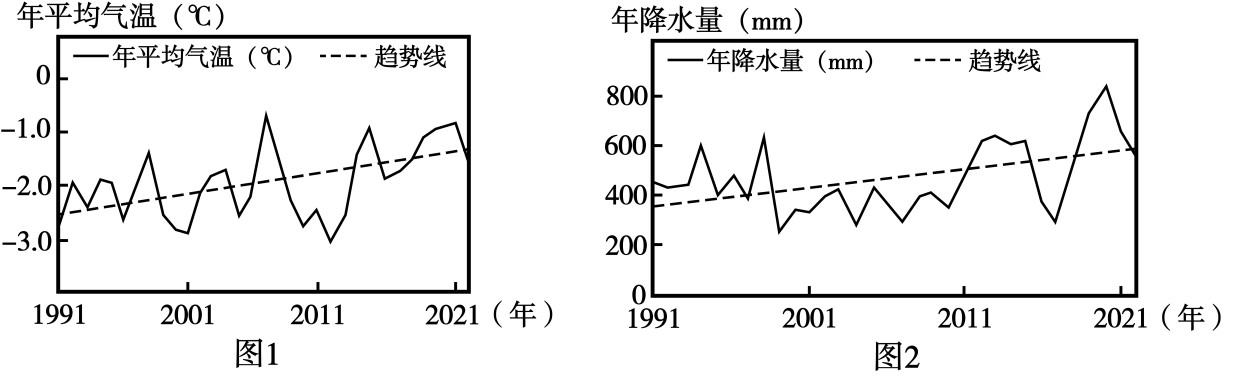 年平均气温（℃）
年平均气温（℃） 趋势线
0
-1.0
-2.0
-3.0
1991 2001 2011 2021（年）
图1
年降水量（mm）
年降水量（mm） 趋势线
800
600
400
200
0
1991 2001 2011 2021（年）
图2